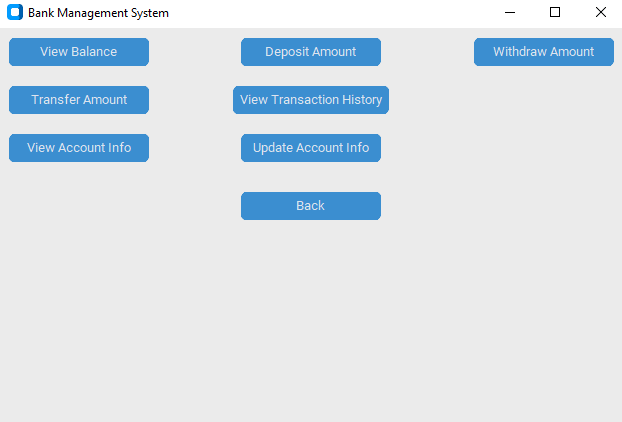 Bank Management System
View Balance
Deposit Amount
Withdraw Amount
Transfer Amount
View Transaction History
View Account Info
Update Account Info
Back